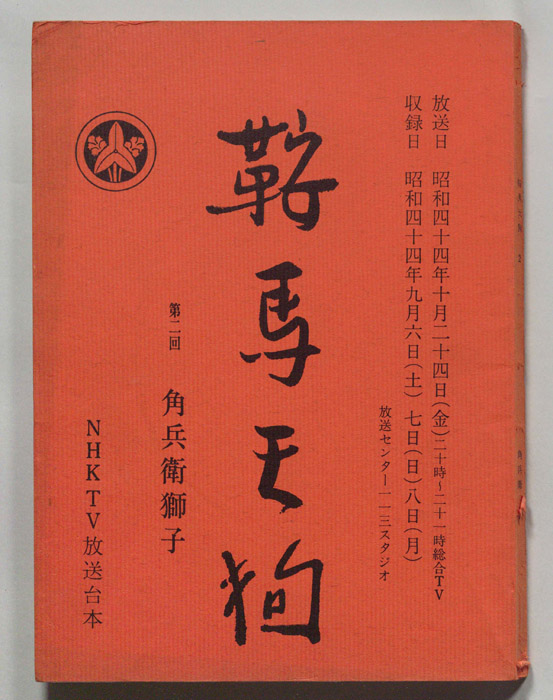 放送日　昭和四十四年十月二十四日(金)二十時~二十一時総合TV
収録日　昭和四十四年九月六日(土)七日(日)八日(月)
放送センター一一三スタジオ
鞍馬天狗
第二回　角兵衛獅子
NHKTV放送台本